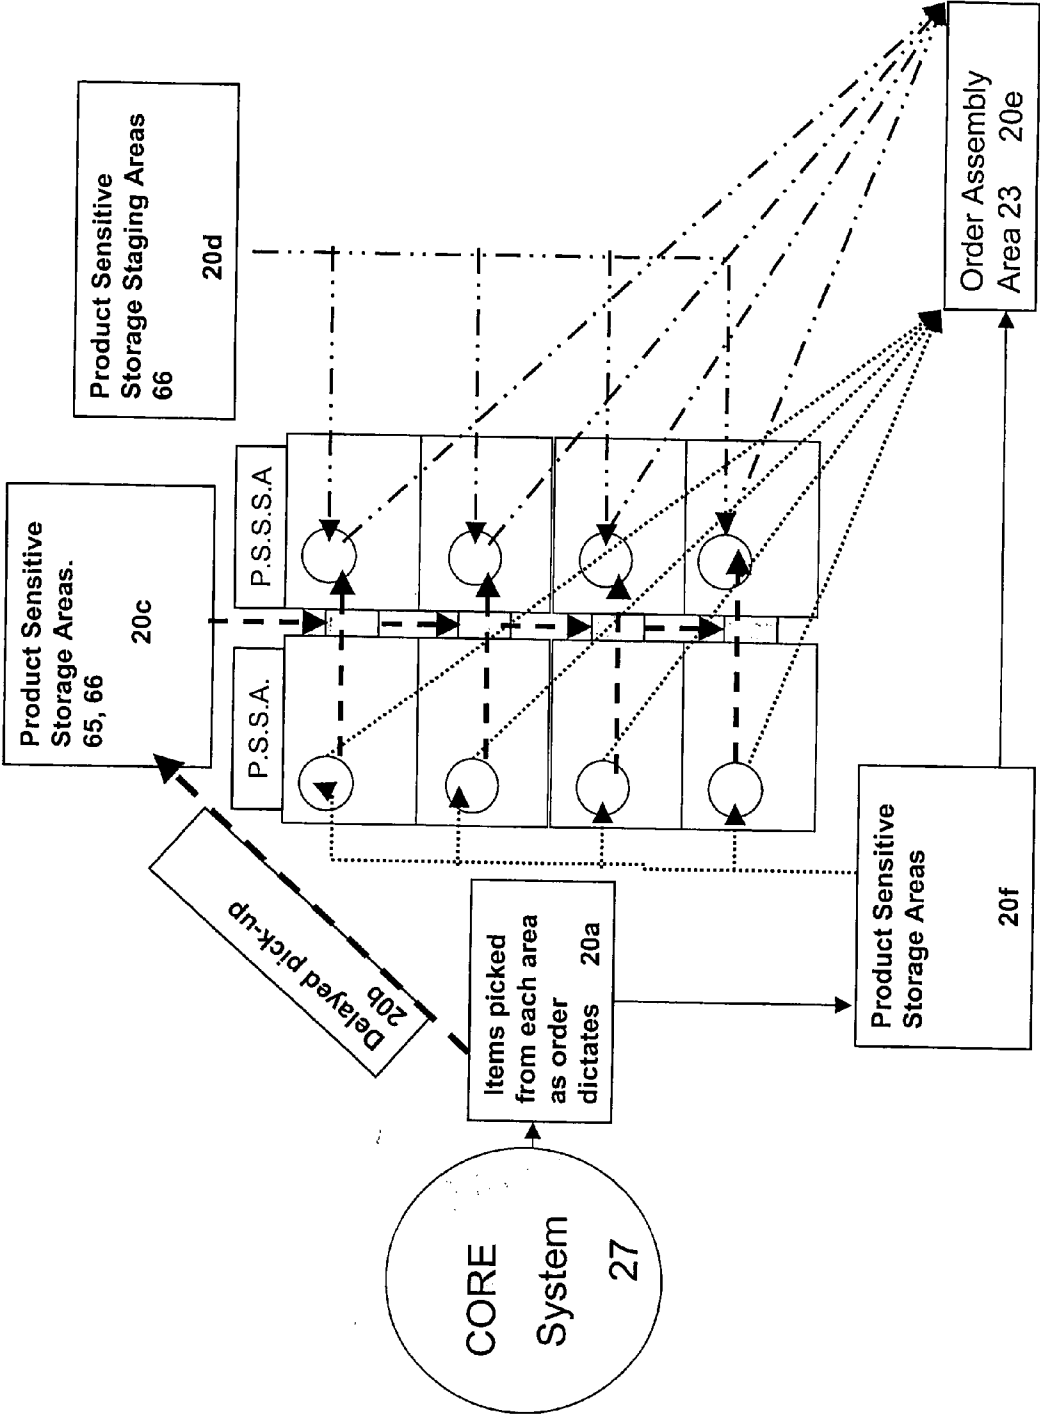 CORE
System
27
Items picked
from each area
as order
dictates 20a
Delayed pick-up
20b
Product Sensitive
Storage Areas.
65, 66
20c
Product Sensitive
Storage Staging Areas
66
20d
P.S.S.A.
P.S.S.S.A
Product Sensitive
Storage Areas
20f
Order Assembly
Area 23 20e